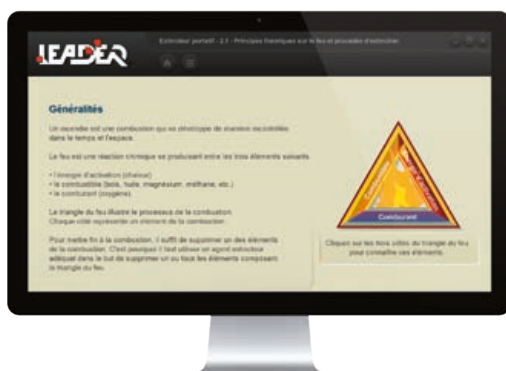 LEADER
Extincteur portatif - 2.1 - Principes théoriques sur le feu et procédés d'extinction
Généralités
Un incendie est une combustion qui se développe de manière incontrôlée
dans le temps et l'espace.
Le feu est une réaction chimique se produisant entre les trois éléments suivants
• l'énergie d'activation (chaleur)
• le combustible (bois, huile, magnésium, méthane, etc.)
• le comburant (oxygène).
Le triangle du feu illustre le processus de la combustion.
Chaque côté représente un élément de la combustion.
Pour mettre fin à la combustion, il suffit de supprimer un des éléments
de la combustion. C'est pourquoi il faut utiliser un agent extincteur
adéquat dans le but de supprimer un ou tous les éléments composant
le triangle du feu.
Combustible
Comburant
Cliquez sur les trois côtés du triangle du feu
pour connaître ces éléments.